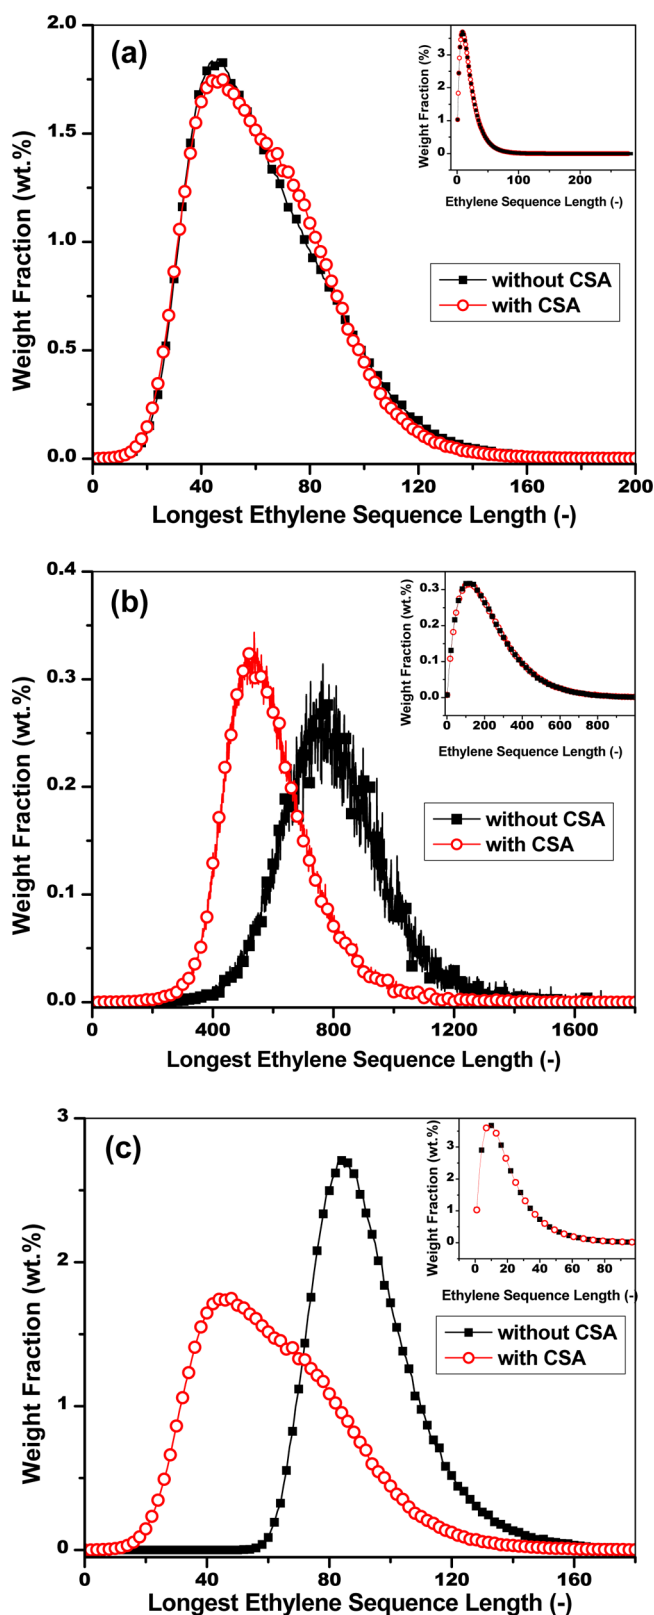 (a)
2.0
1.5
1.0
0.5
0.0
Weight Fraction (wt.%)
0 40 80 120 160 200
Longest Ethylene Sequence Length (-)
without CSA
with CSA
Weight Fraction (%)
3
2
1
0
0 100 200
Ethylene Sequence Length (-)
(b)
0.4
0.3
0.2
0.1
0.0
Weight Fraction (wt.%)
0 400 800 1200 1600
Longest Ethylene Sequence Length (-)
without CSA
with CSA
Weight Fraction (wt.%)
0.3
0.2
0.1
0.0
0 200 400 600 800
Ethylene Sequence Length (-)
(c)
3
2
1
0
Weight Fraction (wt.%)
0 40 80 120 160
Longest Ethylene Sequence Length (-)
without CSA
with CSA
Weight Fraction (wt.%)
3
2
1
0
0 20 40 60 80
Ethylene Sequence Length (-)